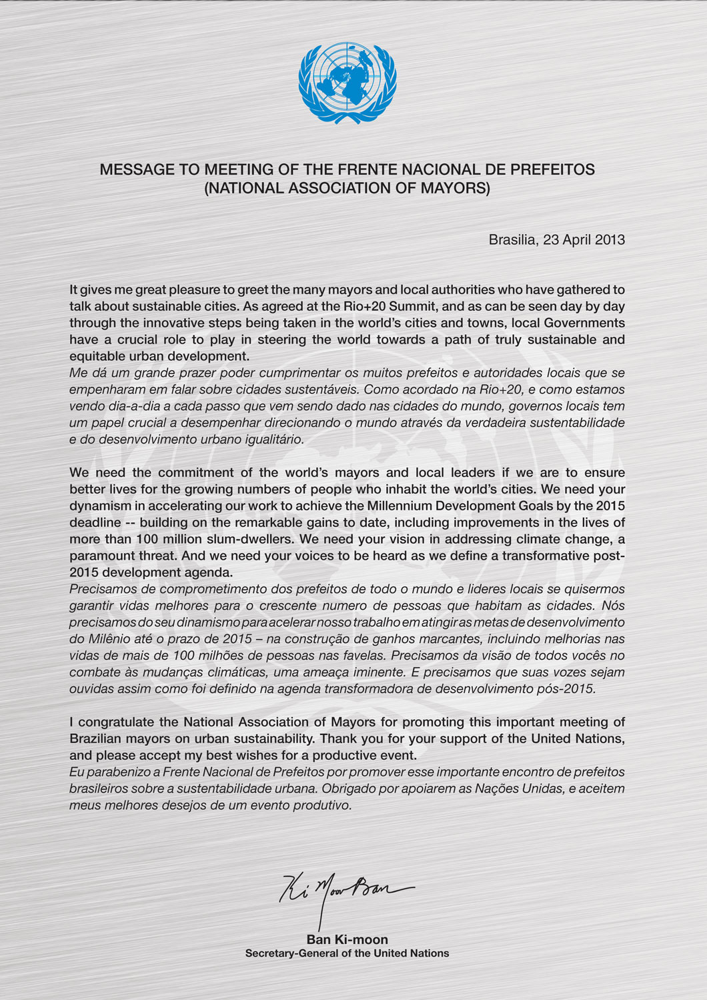 MESSAGE TO MEETING OF THE FRENTE NACIONAL DE PREFEITOS
(NATIONAL ASSOCIATION OF MAYORS)
Brasilia, 23 April 2013
It gives me great pleasure to greet the many mayors and local authorities who have gathered to
talk about sustainable cities. As agreed at the Rio+20 Summit, and as can be seen day by day
through the innovative steps being taken in the world's cities and towns, local Governments
have a crucial role to play in steering the world towards a path of truly sustainable and
equitable urban development.
Me dá um grande prazer poder cumprimentar os muitos prefeitos e autoridades locais que se
empenharam em falar sobre cidades sustentáveis. Como acordado na Rio+20, e como estamos
vendo dia-a-dia a cada passo que vem sendo dado nas cidades do mundo, governos locais tem
um papel crucial a desempenhar direcionando o mundo através da verdadeira sustentabilidade
e do desenvolvimento urbano igualitário.
We need the commitment of the world's mayors and local leaders if we are to ensure
better lives for the growing numbers of people who inhabit the world's cities. We need your
dynamism in accelerating our work to achieve the Millennium Development Goals by the 2015
deadline -- building on the remarkable gains to date, including improvements in the lives of
more than 100 million slum-dwellers. We need your vision in addressing climate change, a
paramount threat. And we need your voices to be heard as we define a transformative post-
2015 development agenda.
Precisamos de comprometimento dos prefeitos de todo o mundo e lideres locais se quisermos
garantir vidas melhores para o crescente numero de pessoas que habitam as cidades. Nós
precisamos do seu dinamismo para acelerar nosso trabalho em atingir as metas de desenvolvimento
do Milênio até o prazo de 2015 – na construção de ganhos marcantes, incluindo melhorias nas
vidas de mais de 100 milhões de pessoas nas favelas. Precisamos da visão de todos vocês no
combate às mudanças climáticas, uma ameaça iminente. E precisamos que suas vozes sejam
ouvidas assim como foi definido na agenda transformadora de desenvolvimento pós-2015.
I congratulate the National Association of Mayors for promoting this important meeting of
Brazilian mayors on urban sustainability. Thank you for your support of the United Nations,
and please accept my best wishes for a productive event.
Eu parabenizo a Frente Nacional de Prefeitos por promover esse importante encontro de prefeitos
brasileiros sobre a sustentabilidade urbana. Obrigado por apoiarem as Nações Unidas, e aceitem
meus melhores desejos de um evento produtivo.
Ki Moon Ban
Ban Ki-moon
Secretary-General of the United Nations